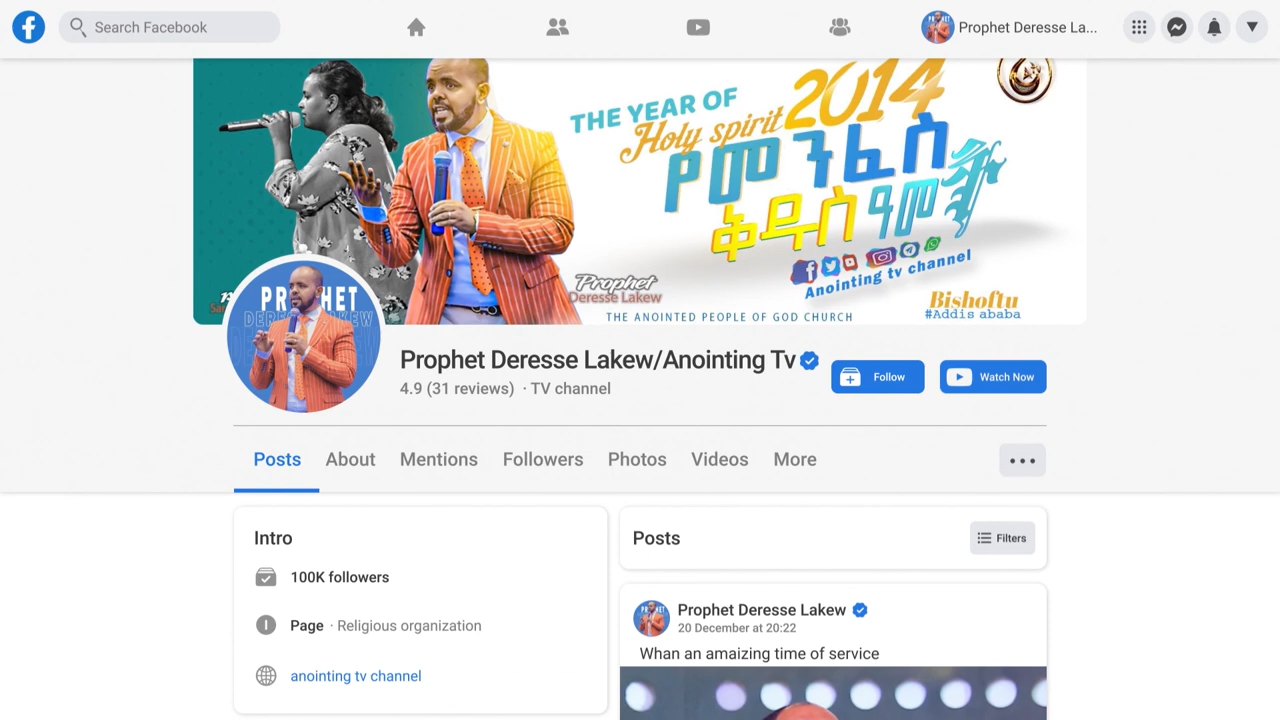 Search Facebook
Prophet Deresse La...
THE YEAR OF
Holy spirit
2014
የመንፈስ
ቅዱስ ዓመት
Anointing tv channel
Prophet
Deresse Lakew
THE ANOINTED PEOPLE OF GOD CHURCH
Bishoftu
#Addis ababa
PROPHET
DERESSE LAKEW
Prophet Deresse Lakew/Anointing Tv
4.9 (31 reviews) · TV channel
Follow
Watch Now
Posts
About
Mentions
Followers
Photos
Videos
More
Intro
100K followers
Page · Religious organization
anointing tv channel
Posts
Filters
Prophet Deresse Lakew
20 December at 20:22
Whan an amaizing time of service